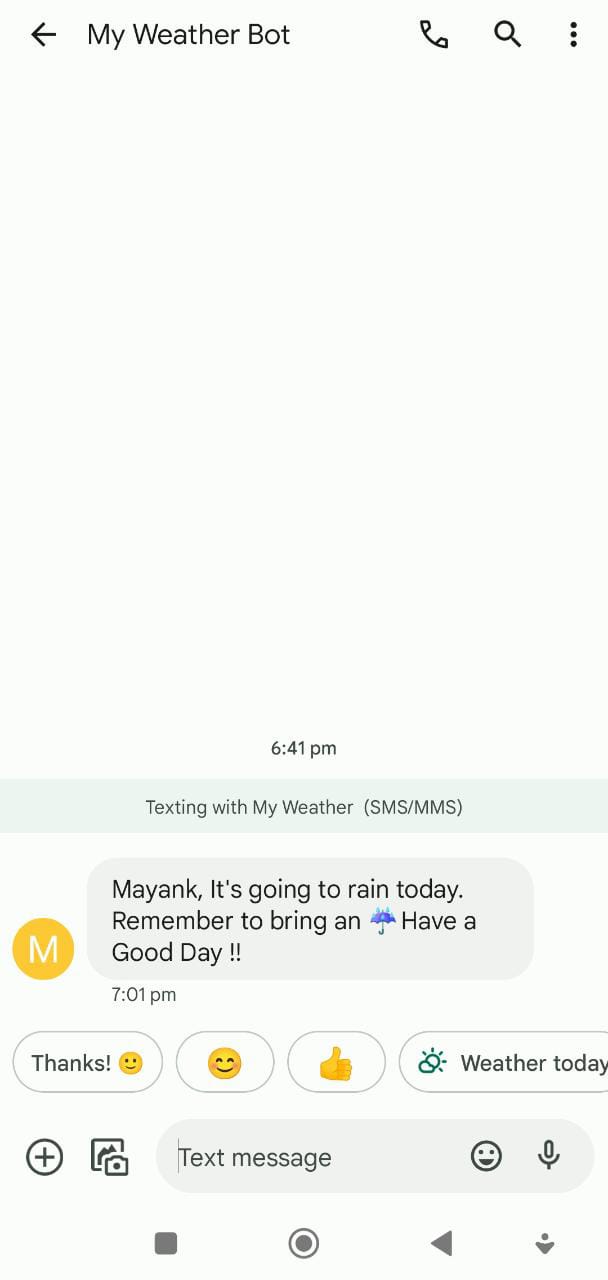 My Weather Bot
6:41 pm
Texting with My Weather (SMS/MMS)
Mayank, It's going to rain today.
Remember to bring an ☔ Have a
Good Day !!
M
7:01 pm
Thanks! 🙂 😊 👍 Weather today
Text message